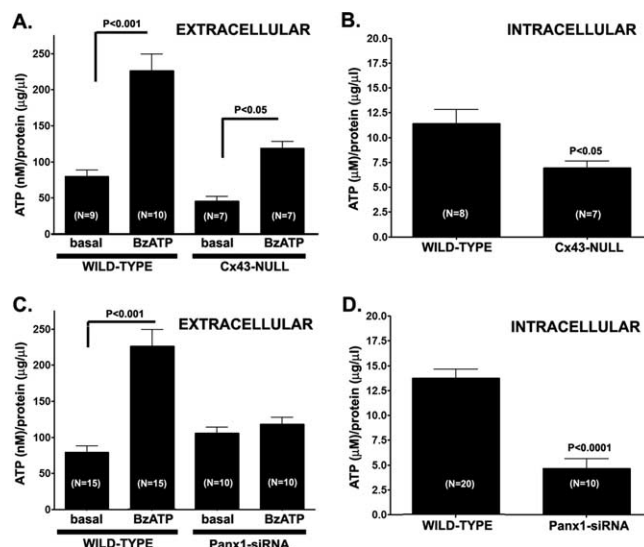 A.
EXTRACELLULAR
P<0.001
P<0.05
ATP (nM)/protein (µg/µl)
250
200
150
100
50
0
(N=9)
(N=10)
(N=7)
(N=7)
basal
BzATP
basal
BzATP
WILD-TYPE
Cx43-NULL
B.
INTRACELLULAR
ATP (µM)/protein (µg/µl)
20.0
17.5
15.0
12.5
10.0
7.5
5.0
2.5
0.0
P<0.05
(N=8)
(N=7)
WILD-TYPE
Cx43-NULL
C.
EXTRACELLULAR
P<0.001
ATP (nM)/protein (µg/µl)
250
200
150
100
50
0
(N=15)
(N=15)
(N=10)
(N=10)
basal
BzATP
basal
BzATP
WILD-TYPE
Panx1-siRNA
D.
INTRACELLULAR
ATP (µM)/protein (µg/µl)
20.0
17.5
15.0
12.5
10.0
7.5
5.0
2.5
0.0
P<0.0001
(N=20)
(N=10)
WILD-TYPE
Panx1-siRNA